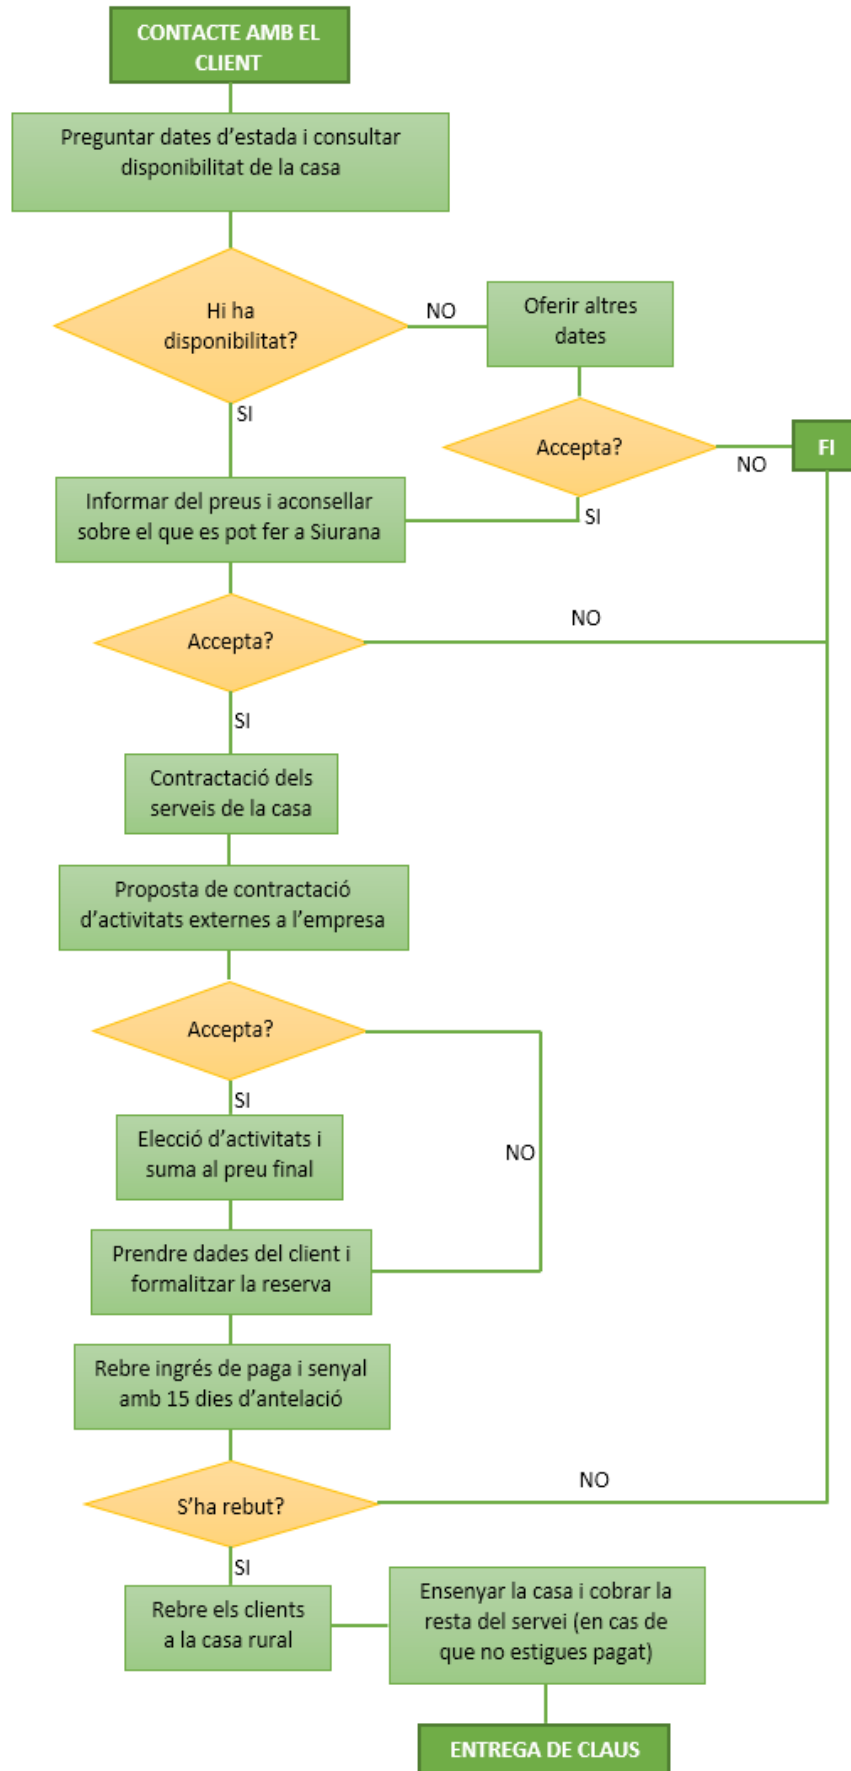 CONTACTE AMB EL
CLIENT
Preguntar dates d'estada i consultar
disponibilitat de la casa
Hi ha
disponibilitat?
NO
Oferir altres
dates
SI
Accepta?
NO
FI
SI
Informar del preus i aconsellar
sobre el que es pot fer a Siurana
Accepta?
NO
SI
Contractació dels
serveis de la casa
Proposta de contractació
d'activitats externes a l'empresa
Accepta?
SI
NO
Elecció d'activitats i
suma al preu final
Prendre dades del client i
formalitzar la reserva
Rebre ingrés de paga i senyal
amb 15 dies d'antelació
S'ha rebut?
NO
SI
Rebre els clients
a la casa rural
Ensenyar la casa i cobrar la
resta del servei (en cas de
que no estigues pagat)
ENTREGA DE CLAUS